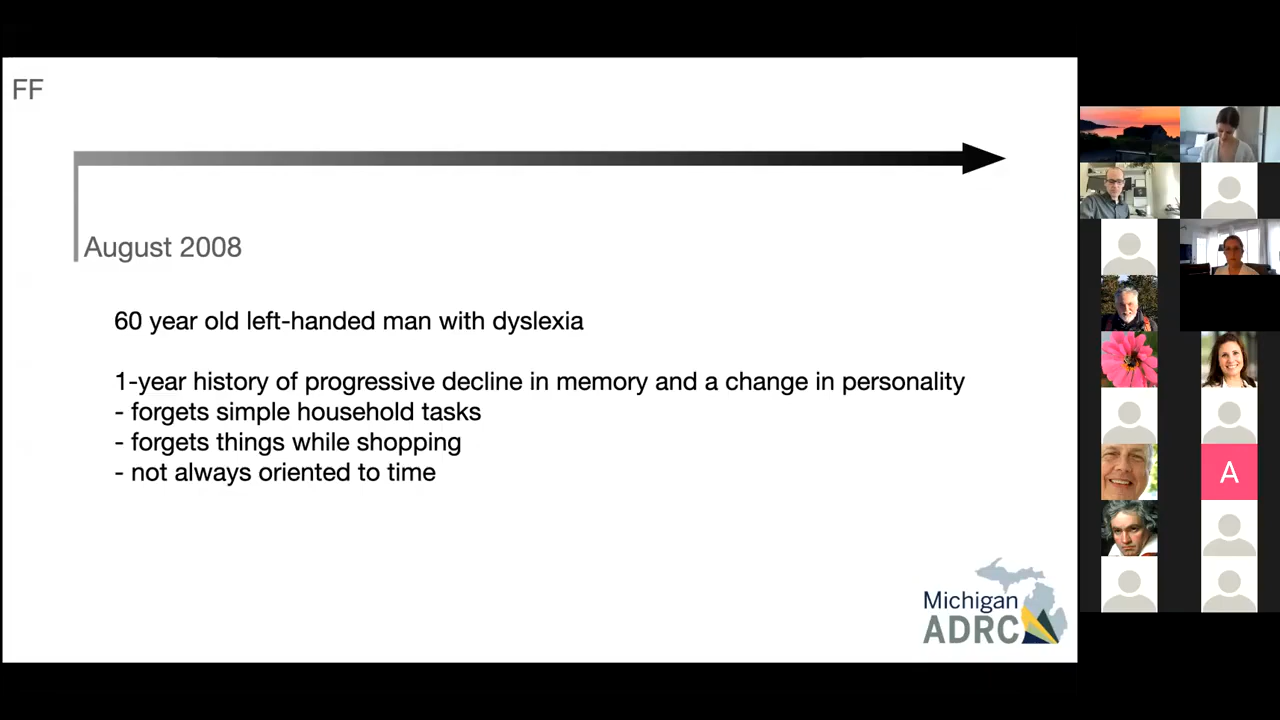 FF
August 2008
60 year old left-handed man with dyslexia
1-year history of progressive decline in memory and a change in personality
- forgets simple household tasks
- forgets things while shopping
- not always oriented to time
Michigan
ADRC
A